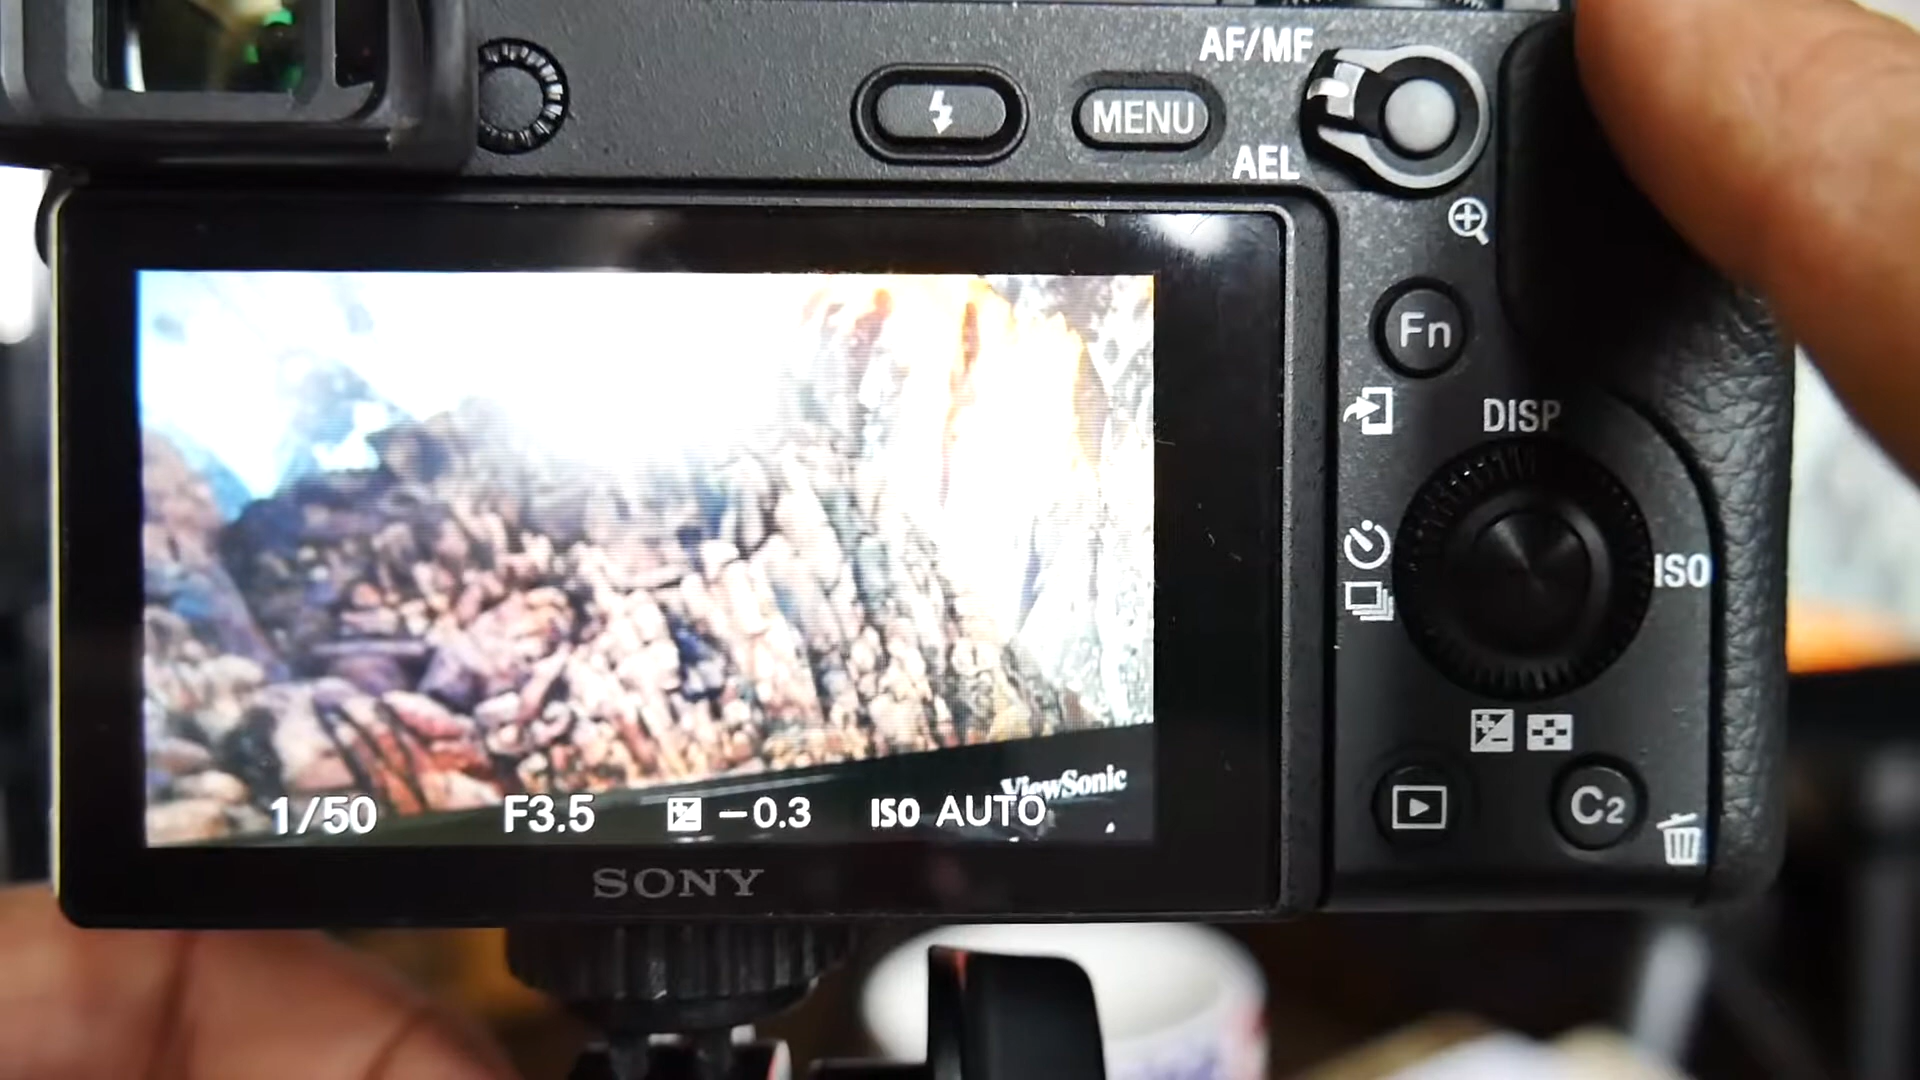 AF/MF
MENU
AEL
Fn
DISP
ISO
ViewSonic
1/50 F3.5 −0.3 ISO AUTO
C2
SONY